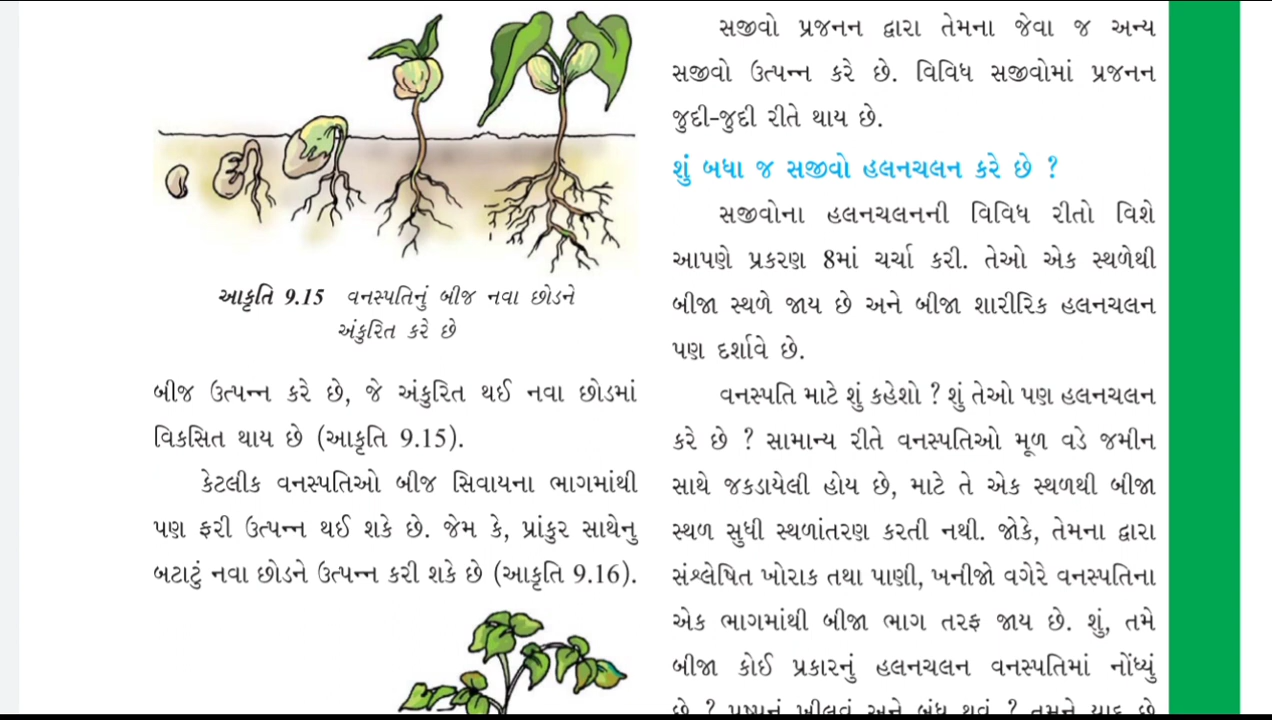 આકૃતિ 9.15 વનસ્પતિનું બીજ નવા છોડને
અંકુરિત કરે છે
બીજ ઉત્પન્ન કરે છે, જે અંકુરિત થઈ નવા છોડમાં
વિકસિત થાય છે (આકૃતિ 9.15).
કેટલીક વનસ્પતિઓ બીજ સિવાયના ભાગમાંથી
પણ ફરી ઉત્પન્ન થઈ શકે છે. જેમ કે, પ્રાંકુર સાથેનુ
બટાટું નવા છોડને ઉત્પન્ન કરી શકે છે (આકૃતિ 9.16).
સજીવો પ્રજનન દ્વારા તેમના જેવા જ અન્ય
સજીવો ઉત્પન્ન કરે છે. વિવિધ સજીવોમાં પ્રજનન
જુદી-જુદી રીતે થાય છે.
શું બધા જ સજીવો હલનચલન કરે છે ?
સજીવોના હલનચલનની વિવિધ રીતો વિશે
આપણે પ્રકરણ 8માં ચર્ચા કરી. તેઓ એક સ્થળેથી
બીજા સ્થળે જાય છે અને બીજા શારીરિક હલનચલન
પણ દર્શાવે છે.
વનસ્પતિ માટે શું કહેશો ? શું તેઓ પણ હલનચલન
કરે છે ? સામાન્ય રીતે વનસ્પતિઓ મૂળ વડે જમીન
સાથે જકડાયેલી હોય છે, માટે તે એક સ્થળથી બીજા
સ્થળ સુધી સ્થળાંતરણ કરતી નથી. જોકે, તેમના દ્વારા
સંશ્લેષિત ખોરાક તથા પાણી, ખનીજો વગેરે વનસ્પતિના
એક ભાગમાંથી બીજા ભાગ તરફ જાય છે. શું, તમે
બીજા કોઈ પ્રકારનું હલનચલન વનસ્પતિમાં નોંધ્યું
છે ? પુષ્પનું ખીલવું અને બંધ થવું ? તમને યાદ છે